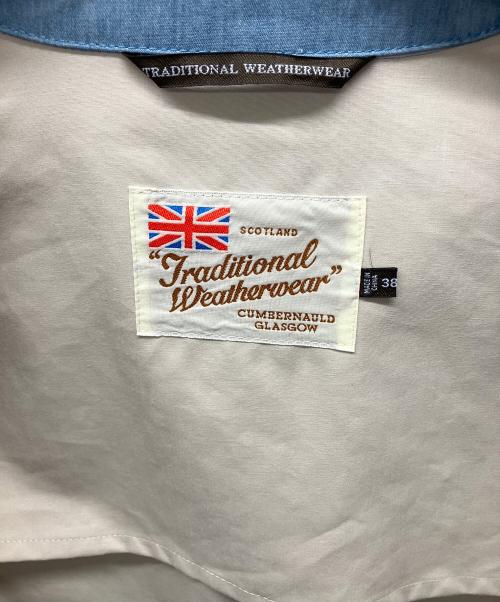 TRADITIONAL WEATHERWEAR
SCOTLAND
"Traditional
Weatherwear"
CUMBERNAULD
GLASGOW
MADE IN
CHINA
38